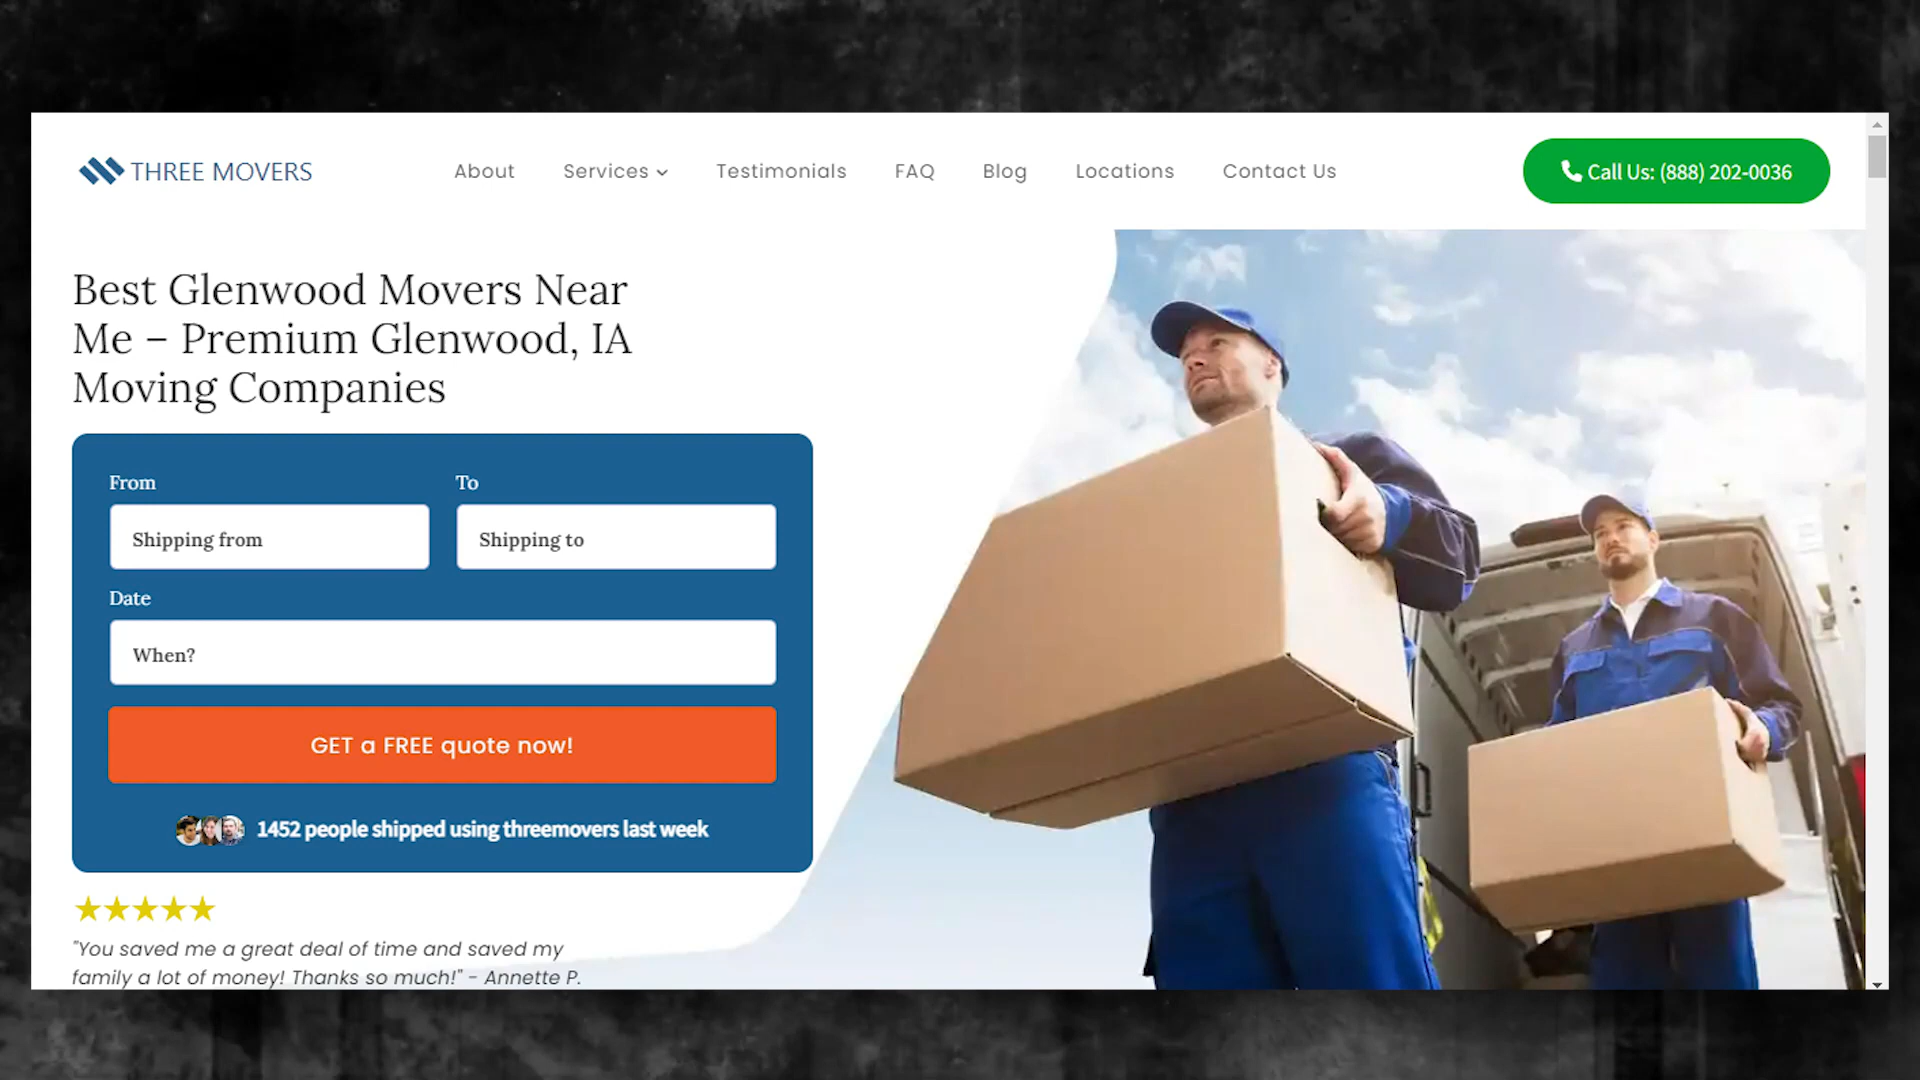 THREE MOVERS
About
Services
Testimonials
FAQ
Blog
Locations
Contact Us
Call Us: (888) 202-0036
Best Glenwood Movers Near
Me – Premium Glenwood, IA
Moving Companies
From
To
Shipping from
Shipping to
Date
When?
GET a FREE quote now!
1452 people shipped using threemovers last week
"You saved me a great deal of time and saved my
family a lot of money! Thanks so much!" - Annette P.